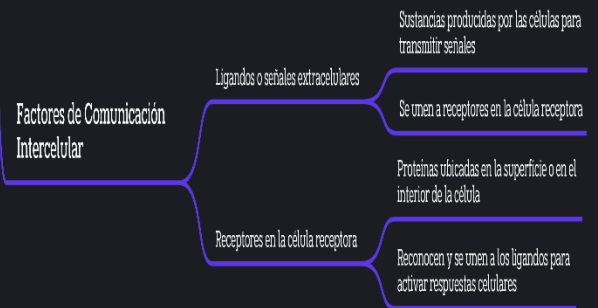 Factores de Comunicación
Intercelular
Ligandos o señales extracelulares
Sustancias producidas por las células para
transmitir señales
Se unen a receptores en la célula receptora
Receptores en la célula receptora
Proteínas ubicadas en la superficie o en el
interior de la célula
Reconocen y se unen a los ligandos para
activar respuestas celulares